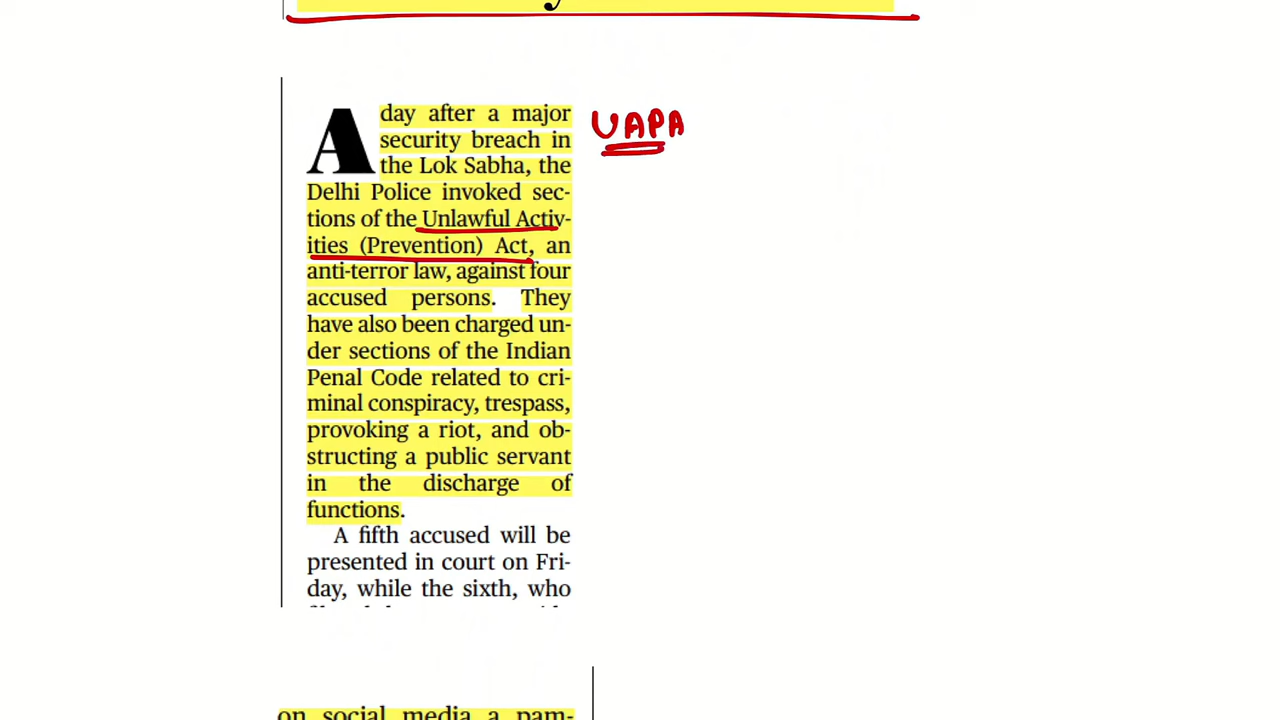 A day after a major
security breach in
the Lok Sabha, the
Delhi Police invoked sec-
tions of the Unlawful Activ-
ities (Prevention) Act, an
anti-terror law, against four
accused persons. They
have also been charged un-
der sections of the Indian
Penal Code related to cri-
minal conspiracy, trespass,
provoking a riot, and ob-
structing a public servant
in the discharge of
functions.
A fifth accused will be
presented in court on Fri-
day, while the sixth, who
UAPA
on social media a pam-